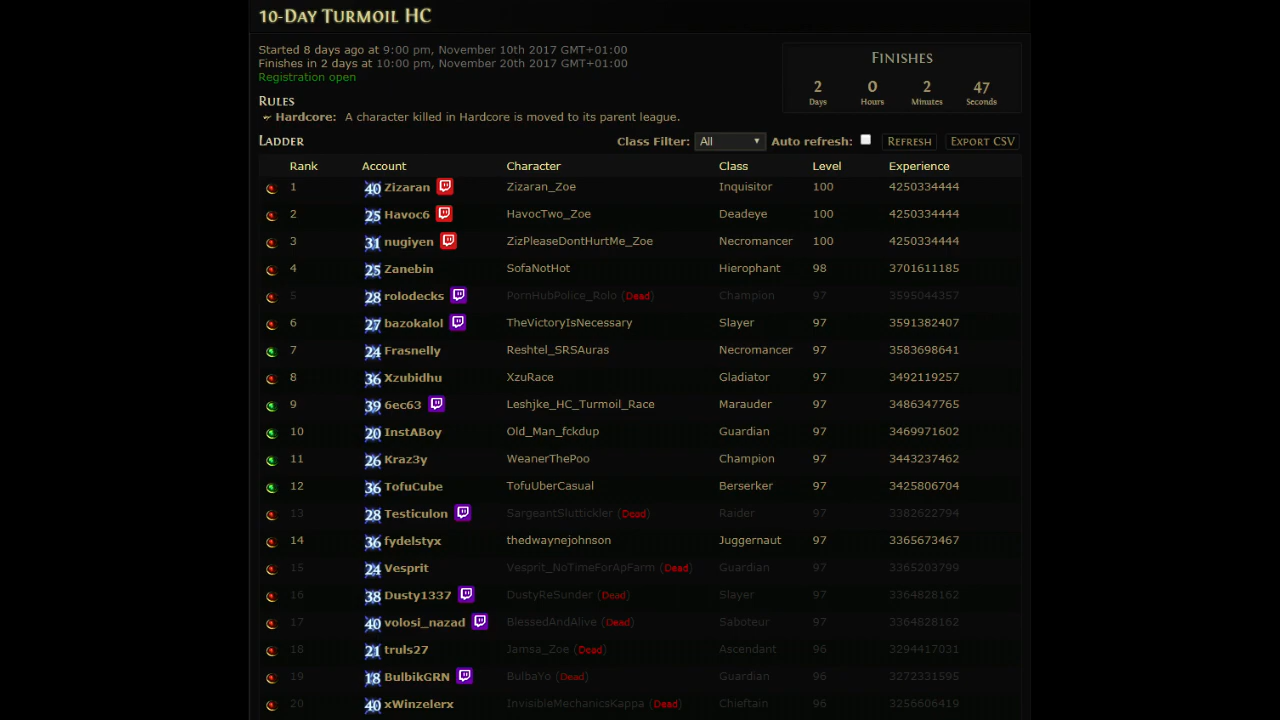 10-Day Turmoil HC
Started 8 days ago at 9:00 pm, November 10th 2017 GMT+01:00
Finishes in 2 days at 10:00 pm, November 20th 2017 GMT+01:00
Registration open
Finishes
2 0 2 47
Days Hours Minutes Seconds
Rules
Hardcore: A character killed in Hardcore is moved to its parent league.
Ladder Class Filter: All Auto refresh: Refresh Export CSV
Rank Account Character Class Level Experience
1 40 Zizaran Zizaran_Zoe Inquisitor 100 4250334444
2 25 Havoc6 HavocTwo_Zoe Deadeye 100 4250334444
3 31 nugiyen ZizPleaseDontHurtMe_Zoe Necromancer 100 4250334444
4 25 Zanebin SofaNotHot Hierophant 98 3701611185
5 28 rolodecks PornHubPolice_Rolo (Dead) Champion 97 3595044357
6 27 bazokalol TheVictoryIsNecessary Slayer 97 3591382407
7 24 Frasnelly Reshtel_SRSAuras Necromancer 97 3583698641
8 36 Xzubidhu XzuRace Gladiator 97 3492119257
9 39 6ec63 Leshjke_HC_Turmoil_Race Marauder 97 3486347765
10 20 InstABoy Old_Man_fckdup Guardian 97 3469971602
11 26 Kraz3y WeanerThePoo Champion 97 3443237462
12 36 TofuCube TofuUberCasual Berserker 97 3425806704
13 28 Testiculon SargeantSluttickler (Dead) Raider 97 3382622794
14 36 fydelstyx thedwaynejohnson Juggernaut 97 3365673467
15 24 Vesprit Vesprit_NoTimeForApFarm (Dead) Guardian 97 3365203799
16 38 Dusty1337 DustyReSunder (Dead) Slayer 97 3364828162
17 40 volosi_nazad BlessedAndAlive (Dead) Saboteur 97 3364828162
18 21 truls27 Jamsa_Zoe (Dead) Ascendant 96 3294417031
19 18 BulbikGRN BulbaYo (Dead) Guardian 96 3272331595
20 40 xWinzelerx InvisibleMechanicsKappa (Dead) Chieftain 96 3256606419